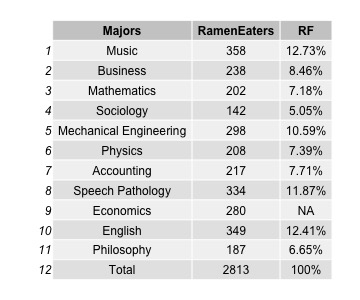 Majors RamenEaters RF
1 Music 358 12.73%
2 Business 238 8.46%
3 Mathematics 202 7.18%
4 Sociology 142 5.05%
5 Mechanical Engineering 298 10.59%
6 Physics 208 7.39%
7 Accounting 217 7.71%
8 Speech Pathology 334 11.87%
9 Economics 280 NA
10 English 349 12.41%
11 Philosophy 187 6.65%
12 Total 2813 100%